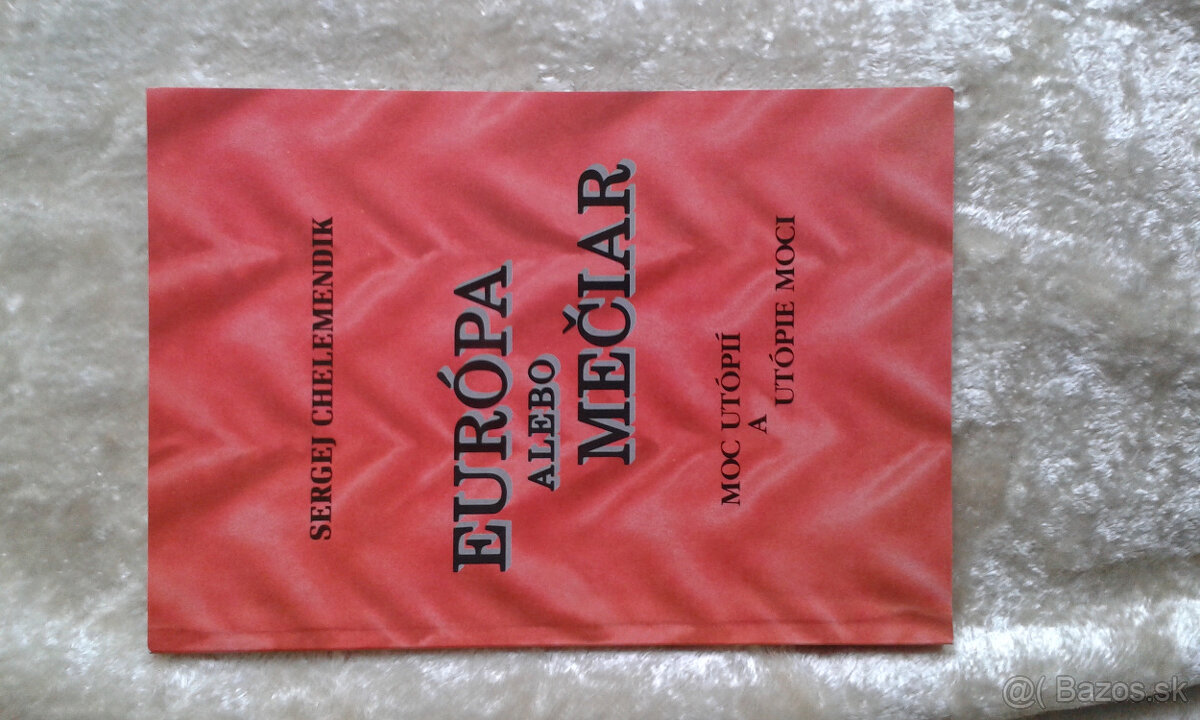 SERGEJ CHELEMENDIK
EURÓPA
ALEBO
MEČIAR
MOC UTÓPIÍ
A
UTÓPIE MOCI
@( Bazos.sk